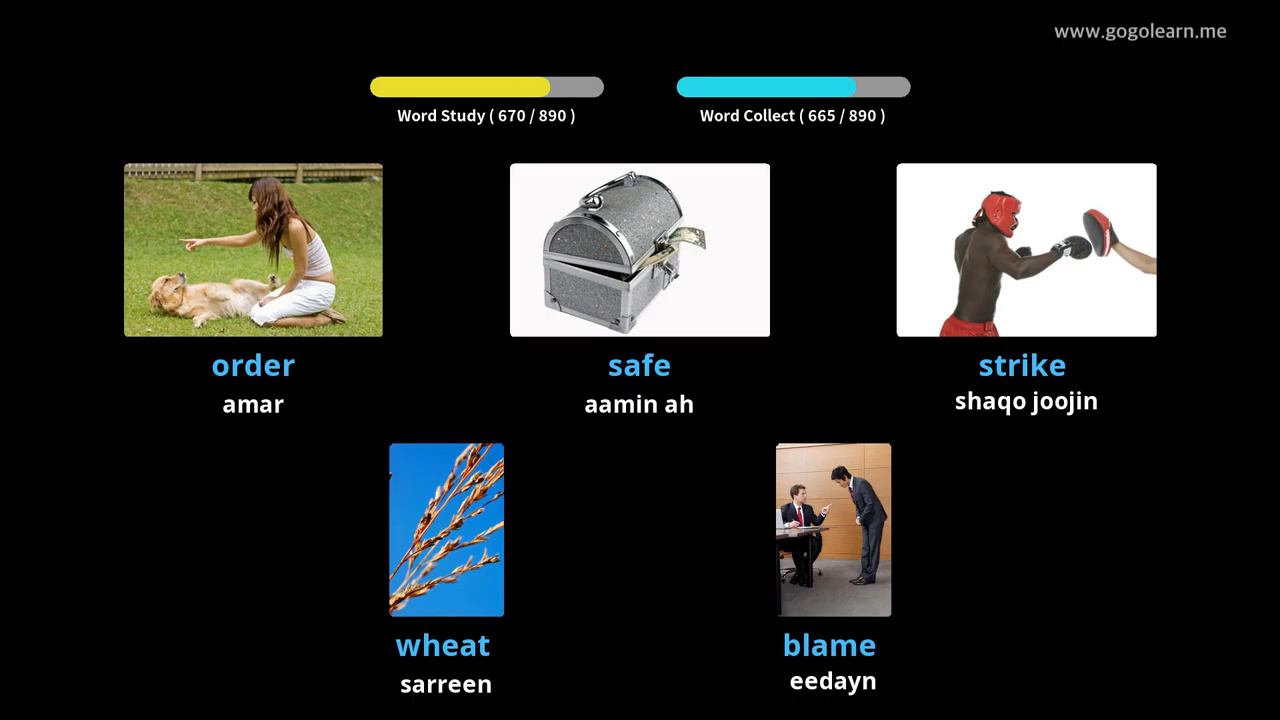 www.gogolearn.me
Word Study ( 670 / 890 )
Word Collect ( 665 / 890 )
order
amar
safe
aamin ah
strike
shaqo joojin
wheat
sarreen
blame
eedayn